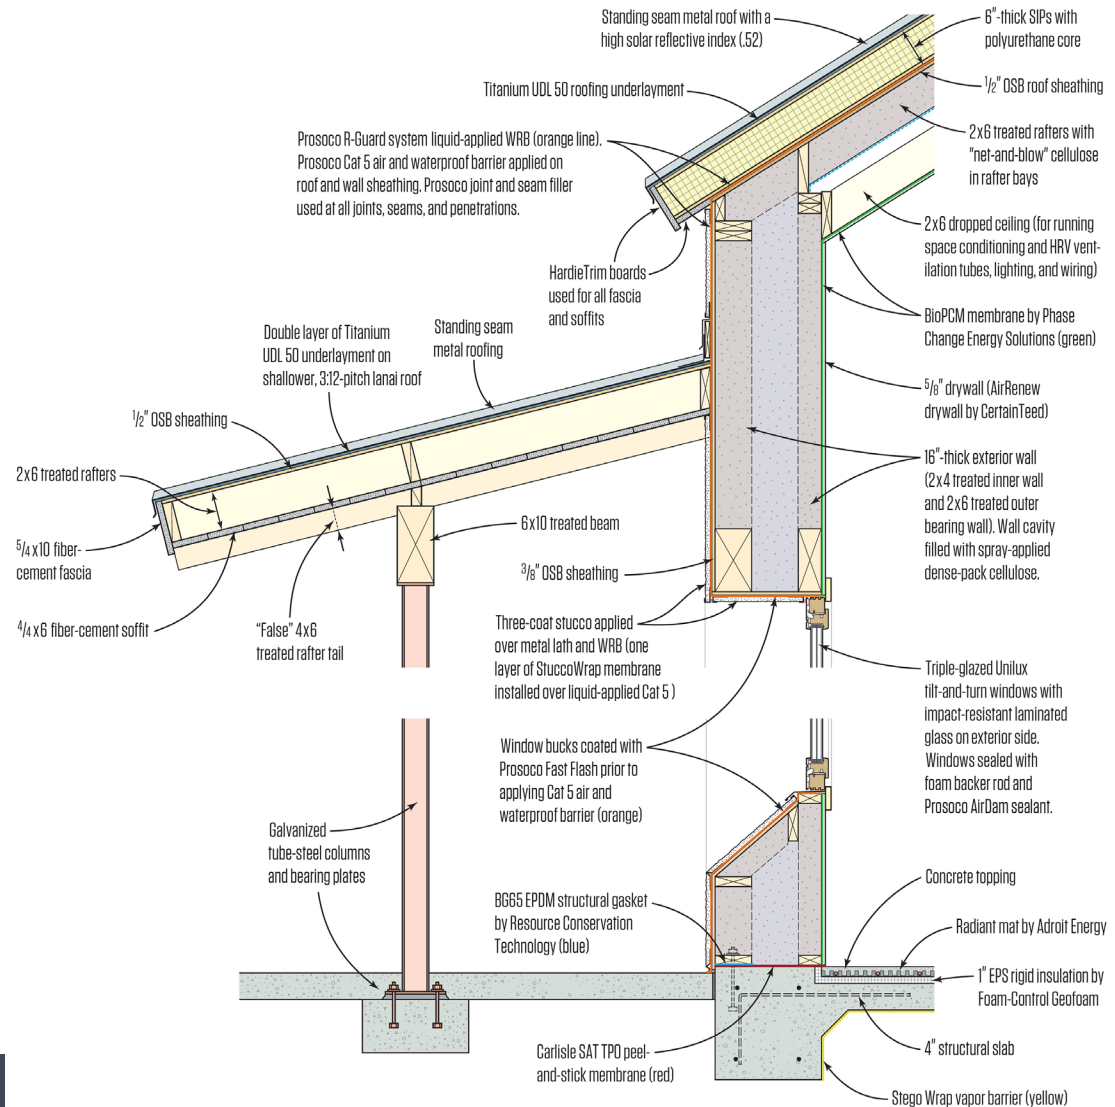 Standing seam metal roof with a
high solar reflective index (.52)
6"-thick SIPs with
polyurethane core
Titanium UDL 50 roofing underlayment
1/2" OSB roof sheathing
Prosoco R-Guard system liquid-applied WRB (orange line).
Prosoco Cat 5 air and waterproof barrier applied on
roof and wall sheathing. Prosoco joint and seam filler
used at all joints, seams, and penetrations.
2x6 treated rafters with
"net-and-blow" cellulose
in rafter bays
2x6 dropped ceiling (for running
space conditioning and HRV vent-
ilation tubes, lighting, and wiring)
HardieTrim boards
used for all fascia
and soffits
BioPCM membrane by Phase
Change Energy Solutions (green)
Double layer of Titanium
UDL 50 underlayment on
shallower, 3:12-pitch lanai roof
Standing seam
metal roofing
5/8" drywall (AirRenew
drywall by CertainTeed)
1/2" OSB sheathing
2x6 treated rafters
16"-thick exterior wall
(2x4 treated inner wall
and 2x6 treated outer
bearing wall). Wall cavity
filled with spray-applied
dense-pack cellulose.
6x10 treated beam
5/4x10 fiber-
cement fascia
3/8" OSB sheathing
4/4x6 fiber-cement soffit
"False" 4x6
treated rafter tail
Three-coat stucco applied
over metal lath and WRB (one
layer of StuccoWrap membrane
installed over liquid-applied Cat 5 )
Triple-glazed Unilux
tilt-and-turn windows with
impact-resistant laminated
glass on exterior side.
Windows sealed with
foam backer rod and
Prosoco AirDam sealant.
Window bucks coated with
Prosoco Fast Flash prior to
applying Cat 5 air and
waterproof barrier (orange)
Galvanized
tube-steel columns
and bearing plates
BG65 EPDM structural gasket
by Resource Conservation
Technology (blue)
Concrete topping
Radiant mat by Adroit Energy
1" EPS rigid insulation by
Foam-Control Geofoam
Carlisle SAT TPO peel-
and-stick membrane (red)
4" structural slab
Stego Wrap vapor barrier (yellow)